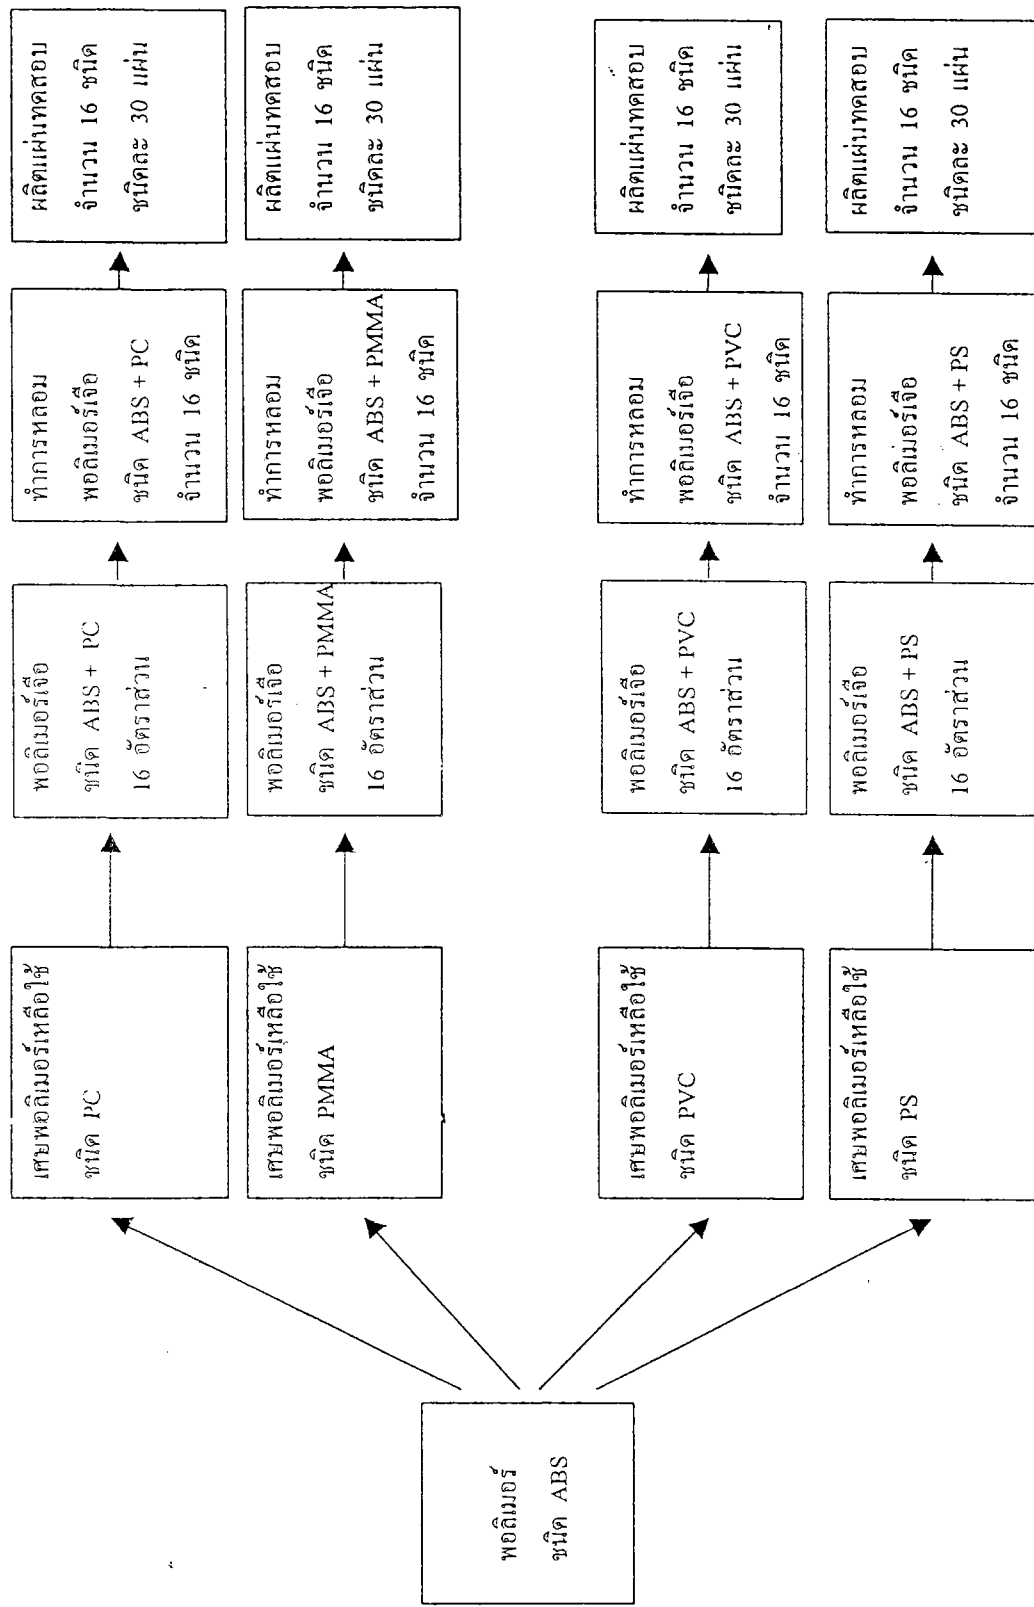 พอลิเมอร์
ชนิด ABS
เศษพอลิเมอร์เหลือใช้
ชนิด PC
พอลิเมอร์เจือ
ชนิด ABS + PC
16 อัตราส่วน
ทำการหลอม
พอลิเมอร์เจือ
ชนิด ABS + PC
จำนวน 16 ชนิด
ผลิตแผ่นทดสอบ
จำนวน 16 ชนิด
ชนิดละ 30 แผ่น
เศษพอลิเมอร์เหลือใช้
ชนิด PMMA
พอลิเมอร์เจือ
ชนิด ABS + PMMA
16 อัตราส่วน
ทำการหลอม
พอลิเมอร์เจือ
ชนิด ABS + PMMA
จำนวน 16 ชนิด
ผลิตแผ่นทดสอบ
จำนวน 16 ชนิด
ชนิดละ 30 แผ่น
เศษพอลิเมอร์เหลือใช้
ชนิด PVC
พอลิเมอร์เจือ
ชนิด ABS + PVC
16 อัตราส่วน
ทำการหลอม
พอลิเมอร์เจือ
ชนิด ABS + PVC
จำนวน 16 ชนิด
ผลิตแผ่นทดสอบ
จำนวน 16 ชนิด
ชนิดละ 30 แผ่น
เศษพอลิเมอร์เหลือใช้
ชนิด PS
พอลิเมอร์เจือ
ชนิด ABS + PS
16 อัตราส่วน
ทำการหลอม
พอลิเมอร์เจือ
ชนิด ABS + PS
จำนวน 16 ชนิด
ผลิตแผ่นทดสอบ
จำนวน 16 ชนิด
ชนิดละ 30 แผ่น